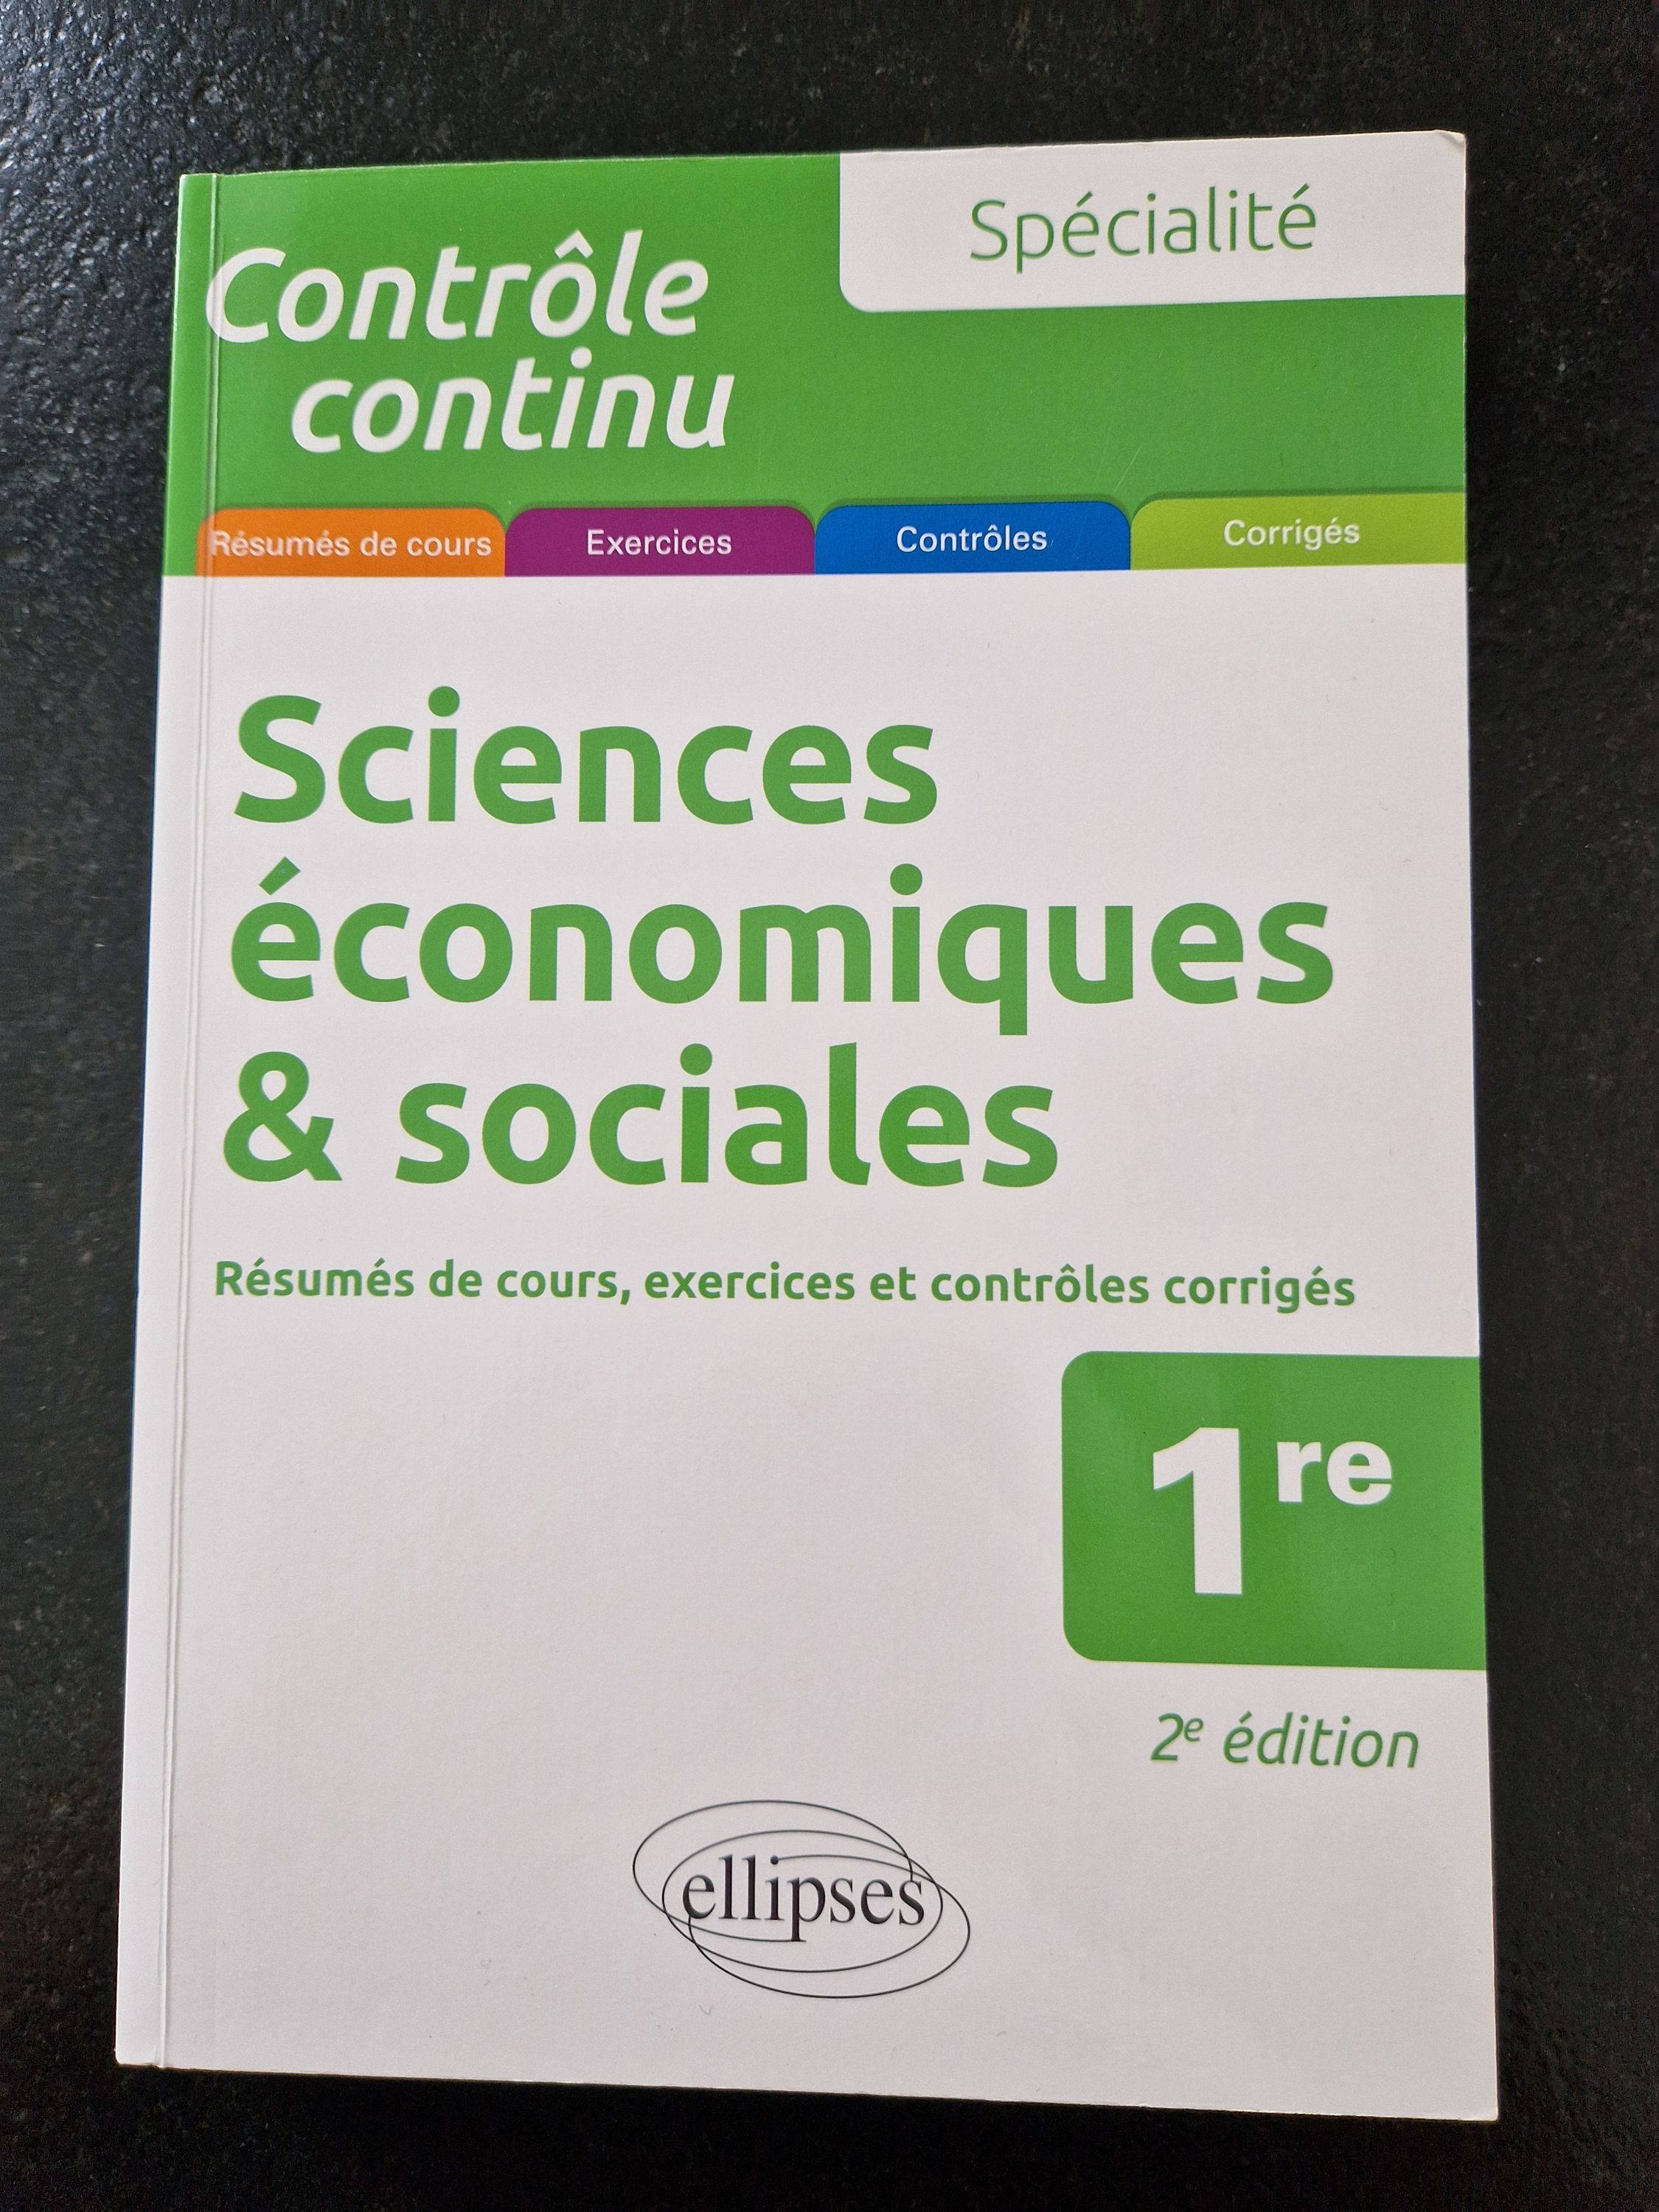 Spécialité
Contrôle
continu
Résumés de cours
Exercices
Contrôles
Corrigés
Sciences
économiques
& sociales
Résumés de cours, exercices et contrôles corrigés
1re
2e édition
ellipses